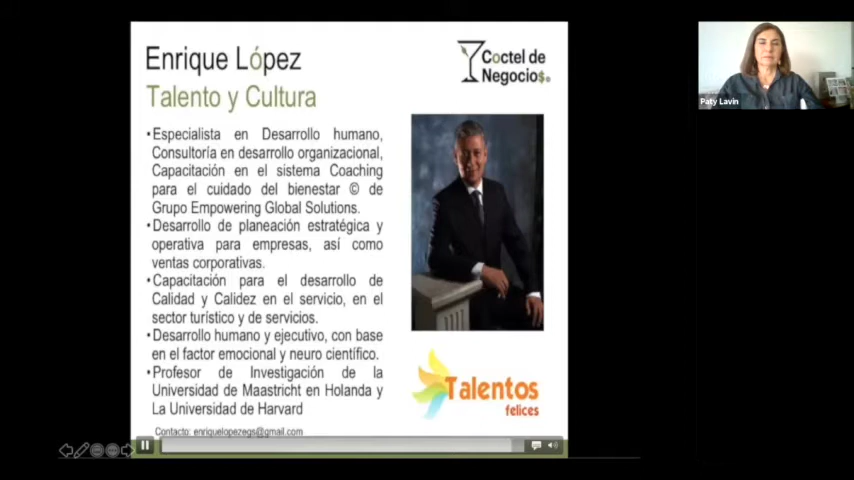 Enrique López
Talento y Cultura
Coctel de
Negocio$.
•Especialista en Desarrollo humano,
Consultoría en desarrollo organizacional,
Capacitación en el sistema Coaching
para el cuidado del bienestar © de
Grupo Empowering Global Solutions.
•Desarrollo de planeación estratégica y
operativa para empresas, así como
ventas corporativas.
•Capacitación para el desarrollo de
Calidad y Calidez en el servicio, en el
sector turístico y de servicios.
•Desarrollo humano y ejecutivo, con base
en el factor emocional y neuro científico.
•Profesor de Investigación de la
Universidad de Maastricht en Holanda y
La Universidad de Harvard
Contacto: enriquelopezegs@gmail.com
Talentos
felices
Paty Lavin